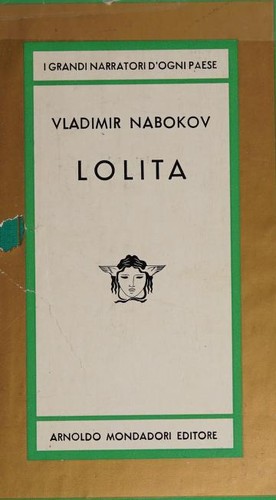 I GRANDI NARRATORI D'OGNI PAESE
VLADIMIR NABOKOV
LOLITA
ARNOLDO MONDADORI EDITORE